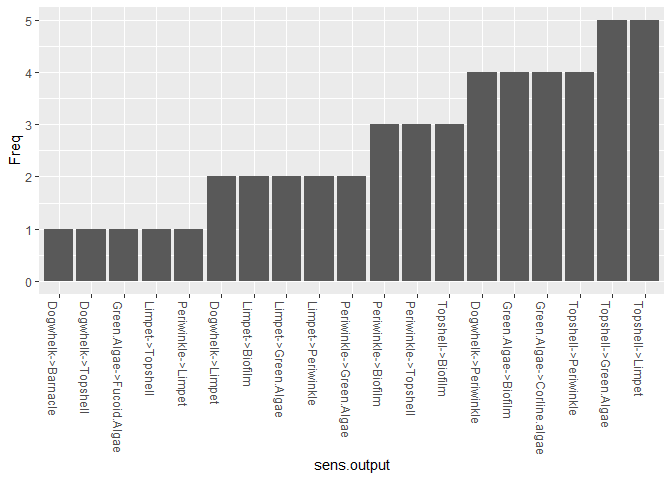 5
4
3
2
1
0
Freq
Dogwhelk->Barnacle
Dogwhelk->Topshell
Green.Algae->Fucoid.Algae
Limpet->Topshell
Periwinkle->Limpet
Dogwhelk->Limpet
Limpet->Biofilm
Limpet->Green.Algae
Limpet->Periwinkle
Periwinkle->Green.Algae
Periwinkle->Biofilm
Periwinkle->Topshell
Topshell->Biofilm
Dogwhelk->Periwinkle
Green.Algae->Biofilm
Green.Algae->Corline.algae
Topshell->Periwinkle
Topshell->Green.Algae
Topshell->Limpet
sens.output